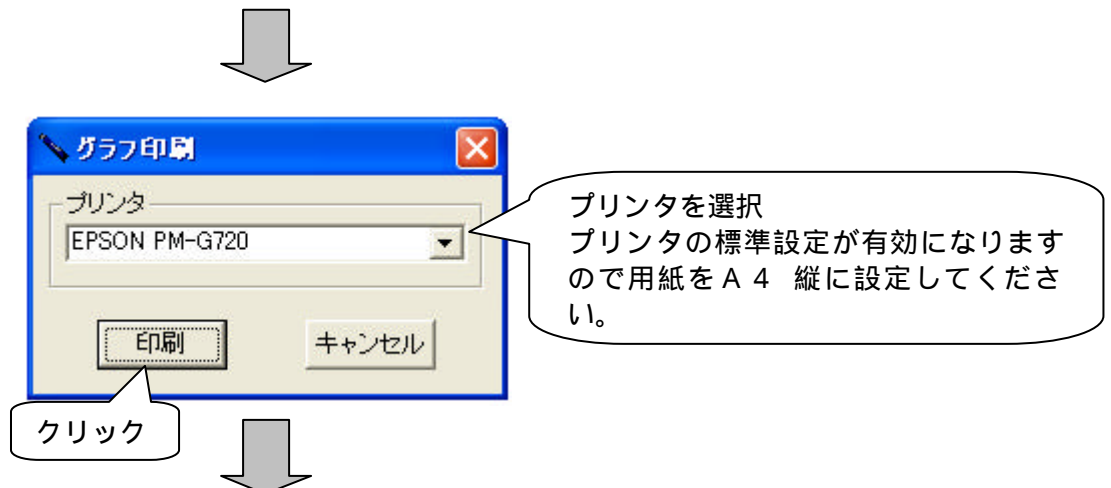 グラフ印刷
プリンタ
EPSON PM-G720
プリンタを選択
プリンタの標準設定が有効になります
ので用紙をA4 縦に設定してくださ
い。
印刷
キャンセル
クリック